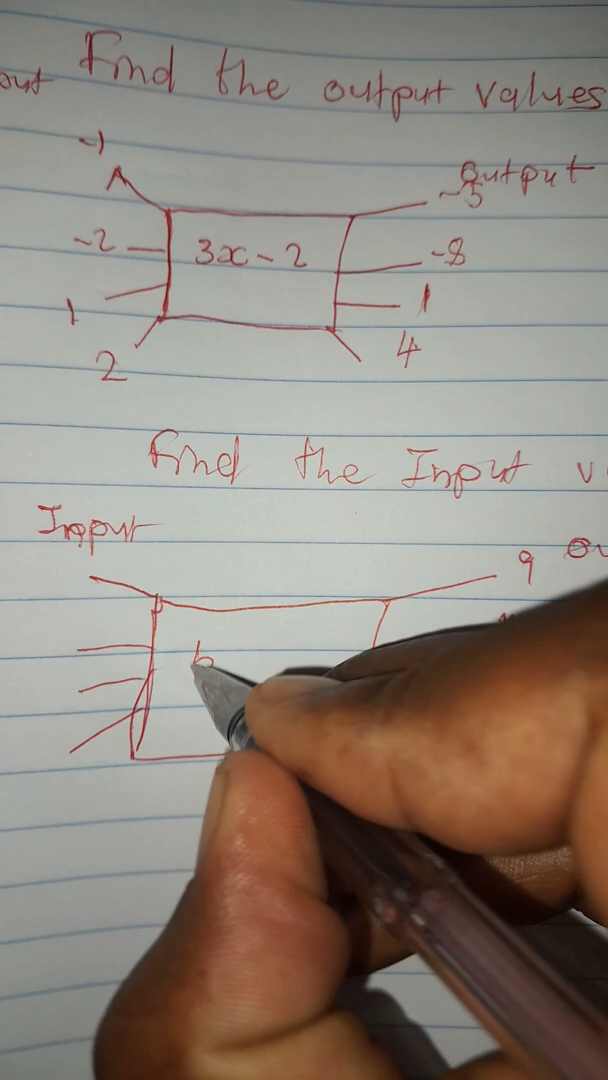 Find the output values
out
-1
output
-5
-2 3x - 2 -8
1 1
2 4
Find the Input
Input
9